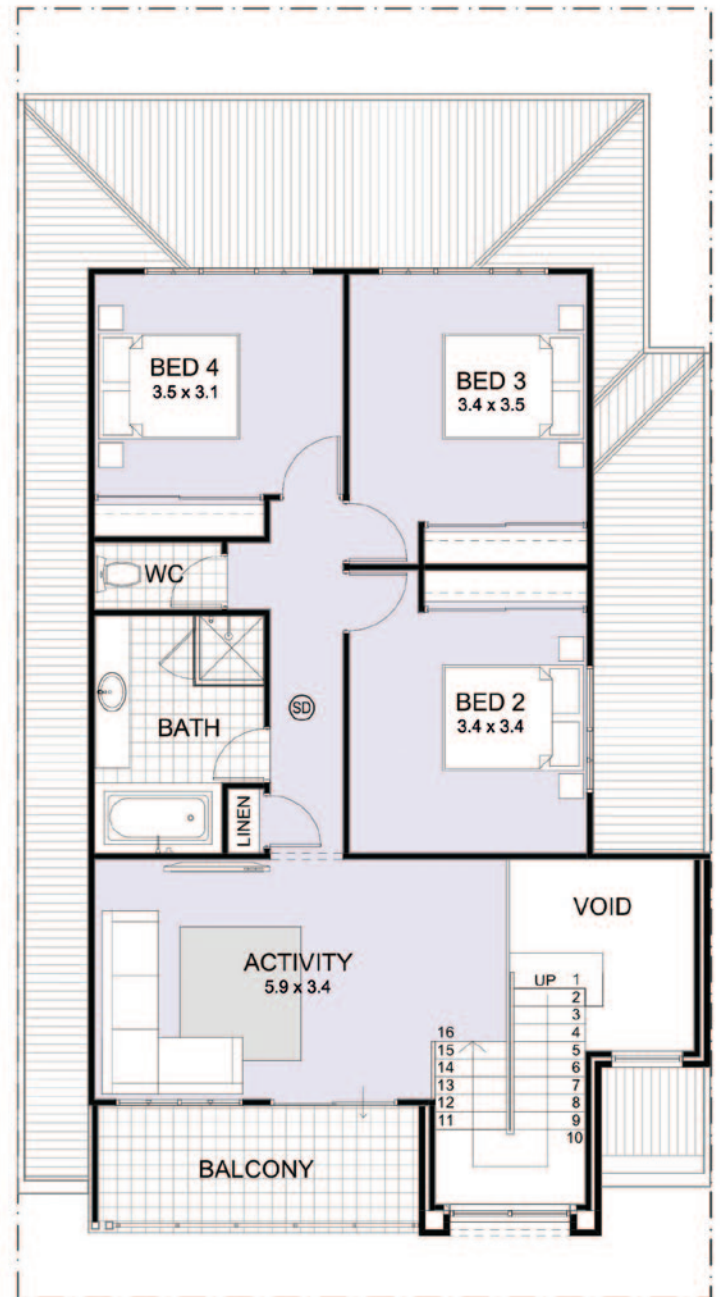 BED 4
3.5 x 3.1
BED 3
3.4 x 3.5
WC
BATH
SD
BED 2
3.4 x 3.4
LINEN
VOID
ACTIVITY
5.9 x 3.4
UP 1
2
3
16 4
15 5
14 6
13 7
12 8
11 9
10
BALCONY